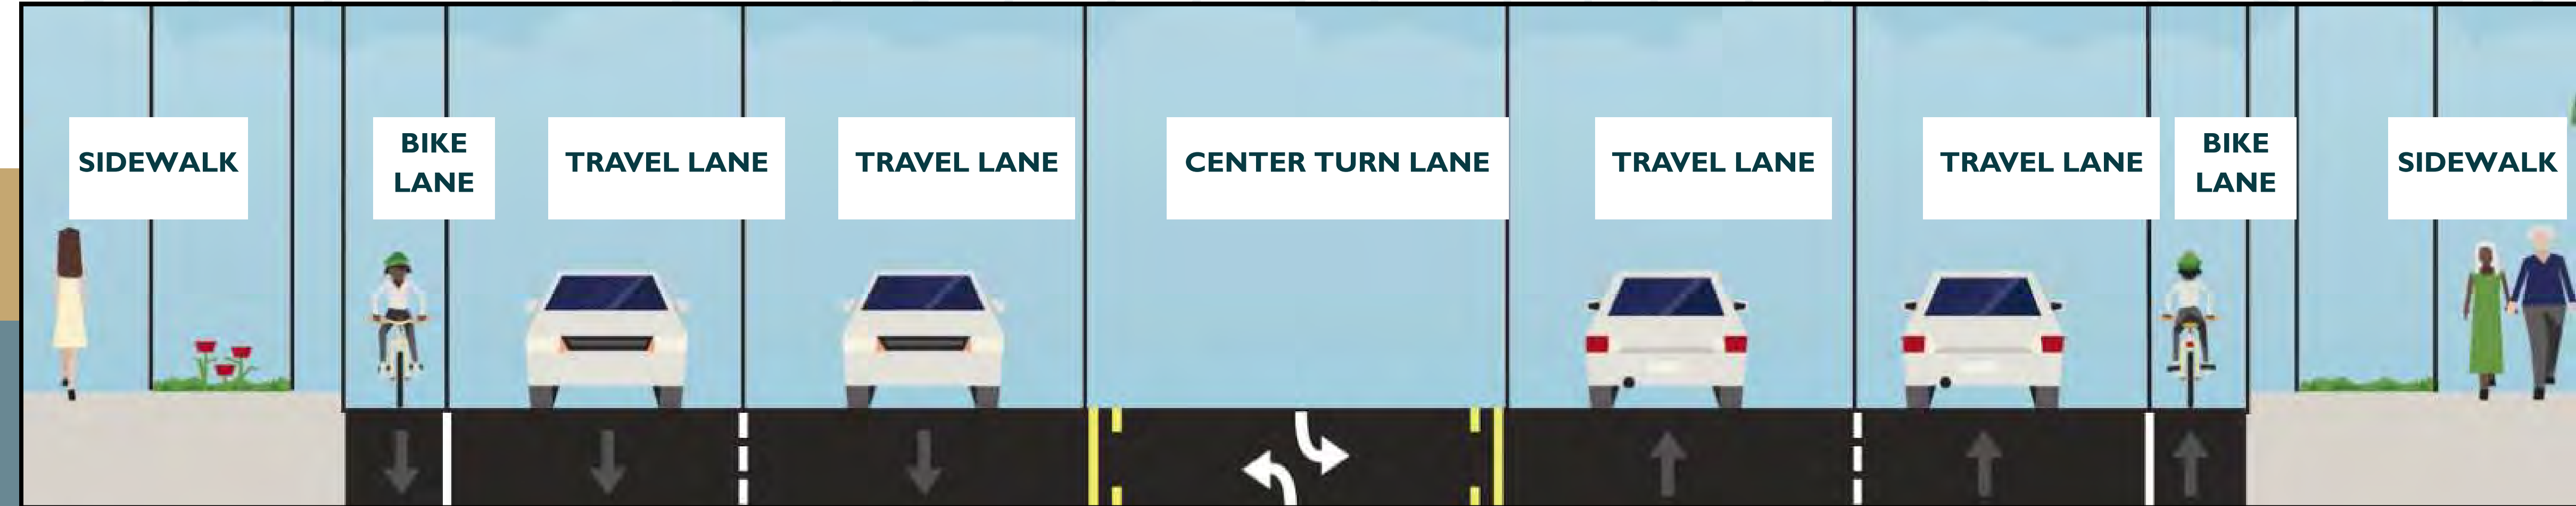 SIDEWALK
BIKE
LANE
TRAVEL LANE
TRAVEL LANE
CENTER TURN LANE
TRAVEL LANE
TRAVEL LANE
BIKE
LANE
SIDEWALK